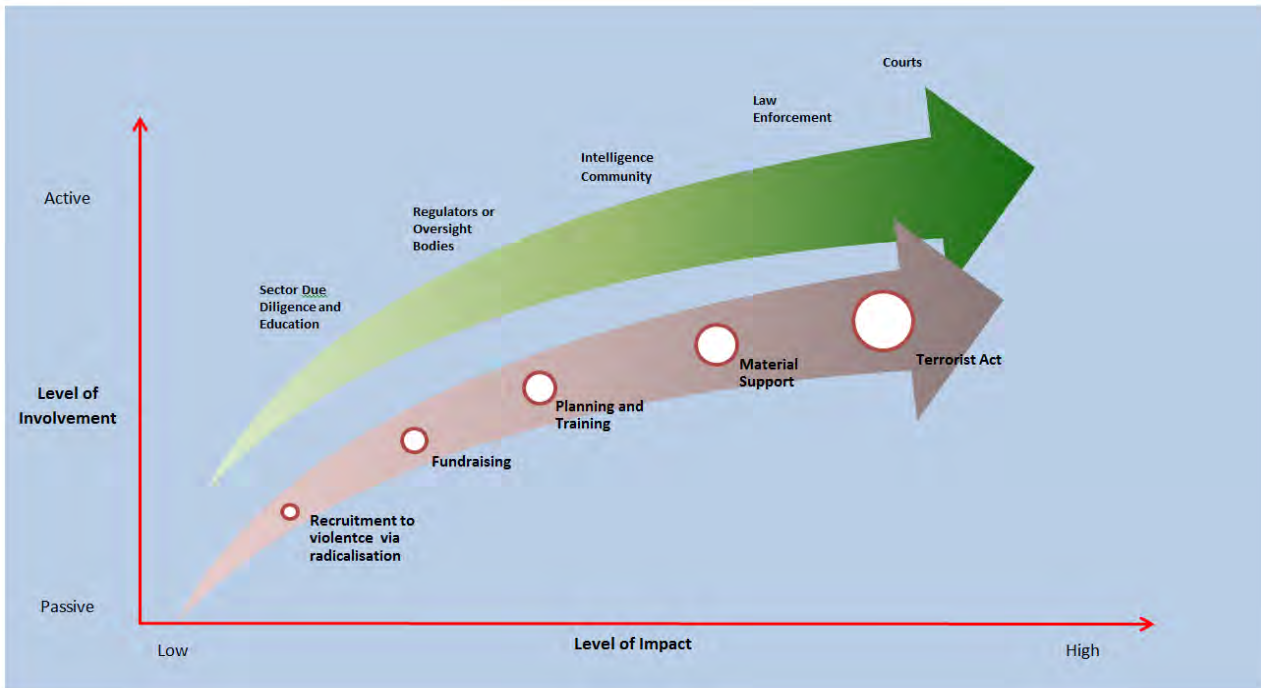 Courts
Law
Enforcement
Intelligence
Community
Active
Regulators or
Oversight
Bodies
Sector Due
Diligence and
Education
Terrorist Act
Material
Support
Level of
Involvement
Planning and
Training
Fundraising
Recruitment to
violentce via
radicalisation
Passive
Level of Impact
Low
High